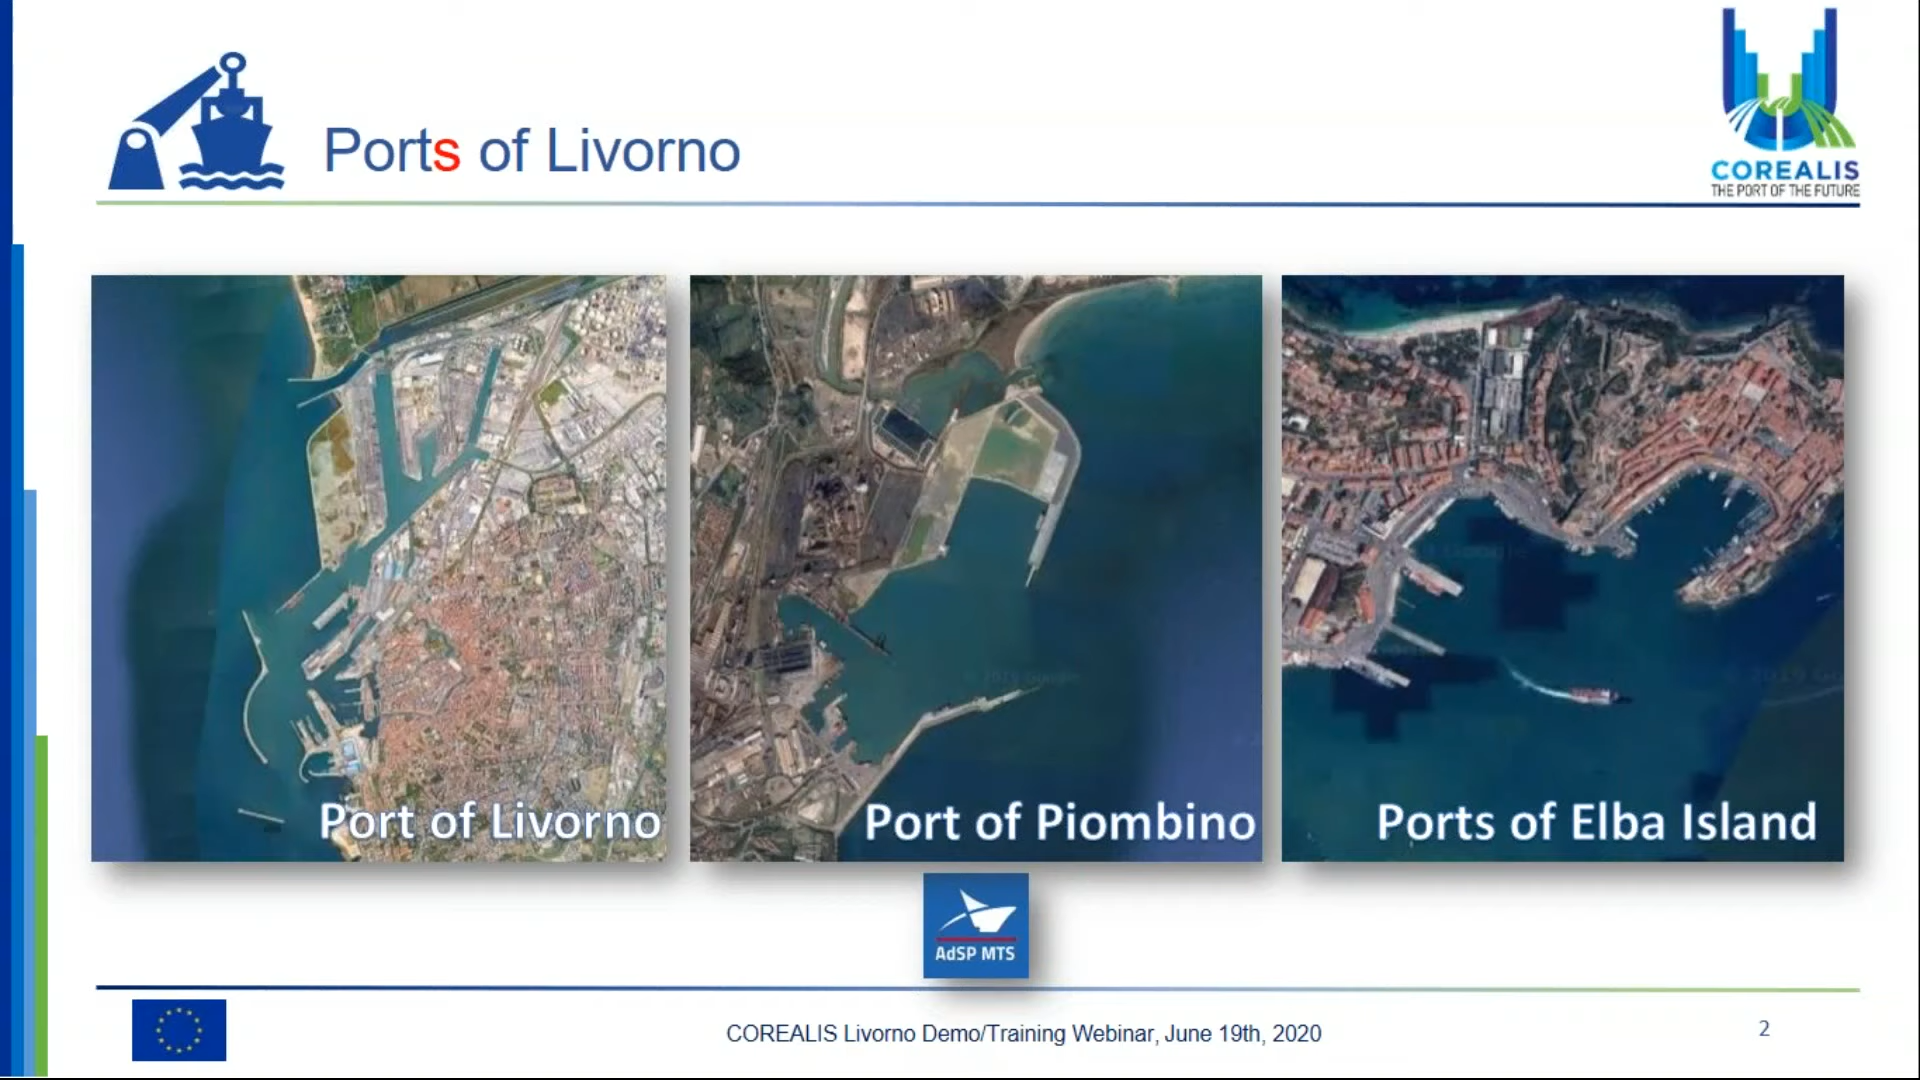 Ports of Livorno
COREALIS
THE PORT OF THE FUTURE
Port of Livorno
Port of Piombino
Ports of Elba Island
AdSP MTS
COREALIS Livorno Demo/Training Webinar, June 19th, 2020
2